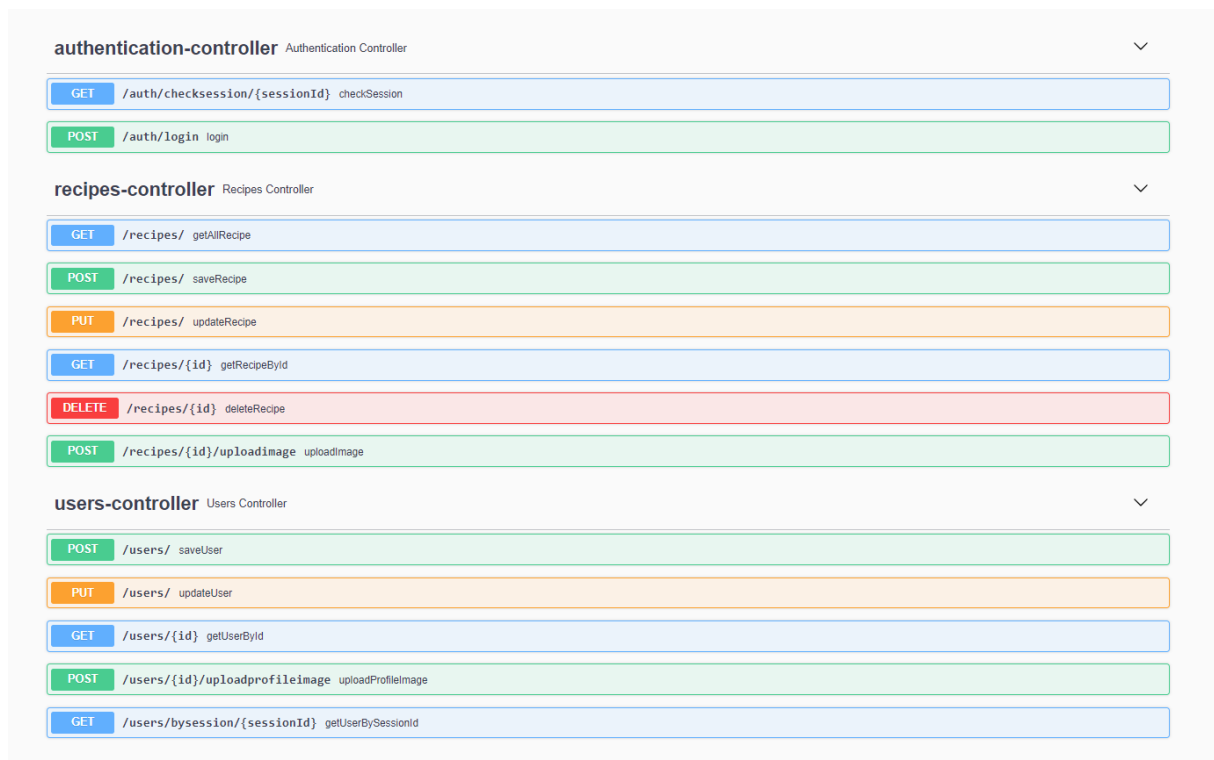 authentication-controller Authentication Controller
GET /auth/checksession/{sessionId} checkSession
POST /auth/login login
recipes-controller Recipes Controller
GET /recipes/ getAllRecipe
POST /recipes/ saveRecipe
PUT /recipes/ updateRecipe
GET /recipes/{id} getRecipeById
DELETE /recipes/{id} deleteRecipe
POST /recipes/{id}/uploadimage uploadImage
users-controller Users Controller
POST /users/ saveUser
PUT /users/ updateUser
GET /users/{id} getUserById
POST /users/{id}/uploadprofileimage uploadProfileImage
GET /users/bysession/{sessionId} getUserBySessionId